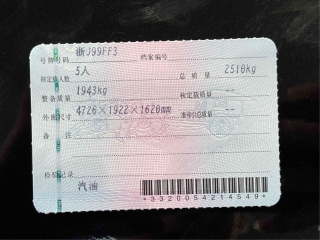 号牌号码 浙J99FF3 档案编号
核定载人数 5人 总质量 2510kg
整备质量 1943kg 核定载质量 --
外廓尺寸 4726×1922×1620mm 准牵引总质量 --
备注
检验记录
汽油
*3320054214549*